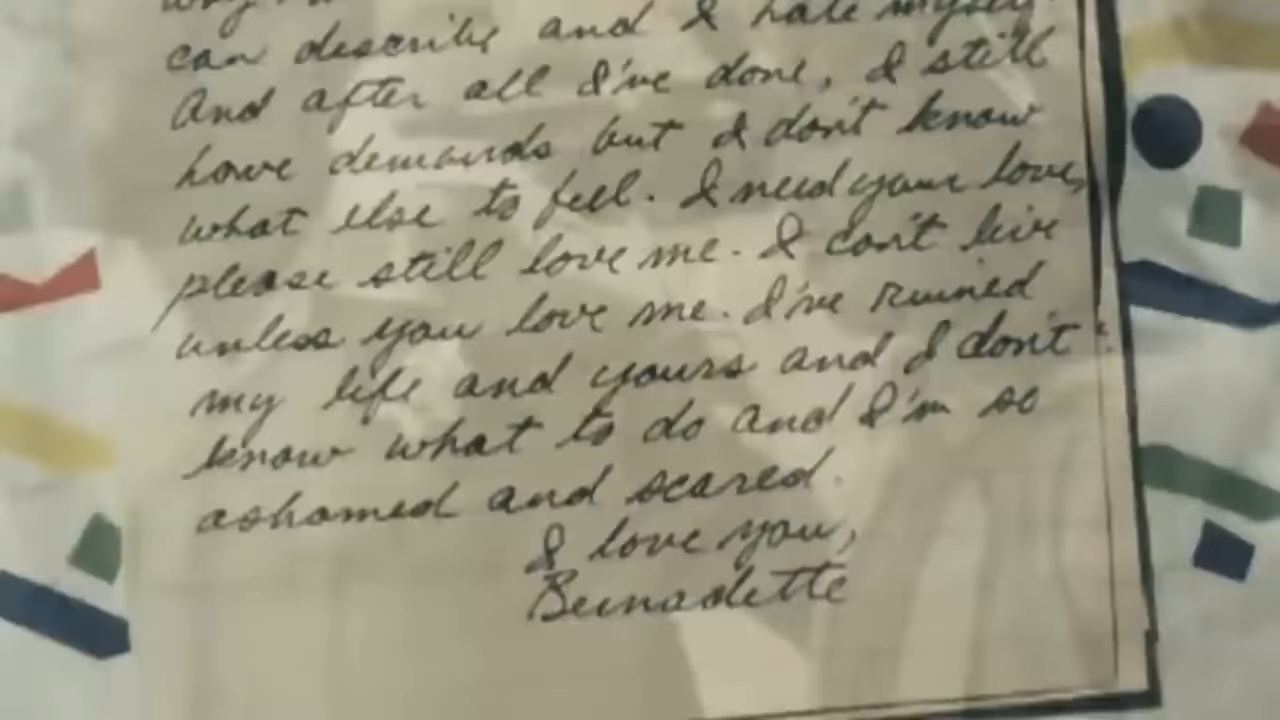 can describe and I hate myself.
And after all I've done, I still
have demands but I don't know
what else to feel. I need your love,
please still love me. I can't live
unless you love me. I've ruined
my life and yours and I don't
know what to do and I'm so
ashamed and scared.
I love you,
Bernadette